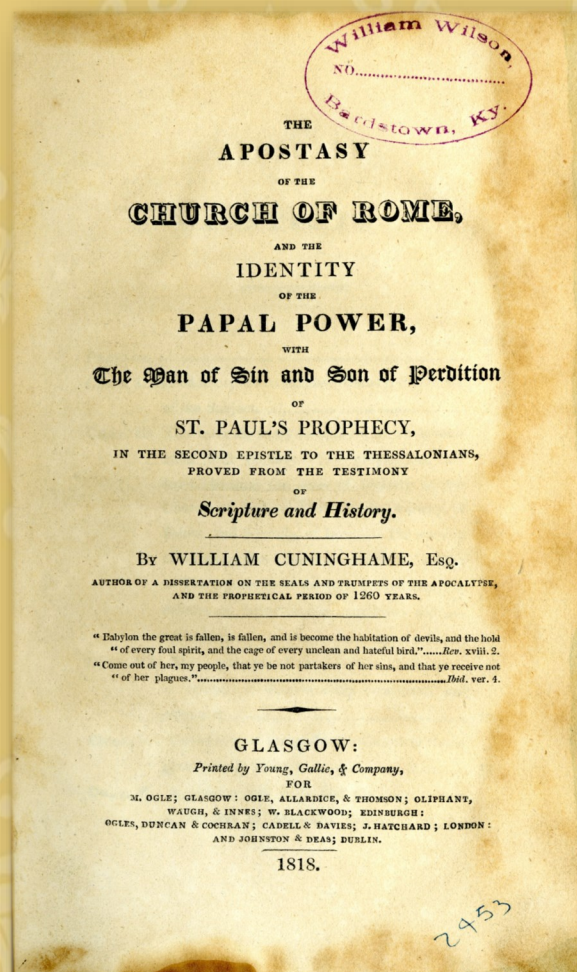 William Wilson,
NO.
Bardstown, Ky.
THE
APOSTASY
OF THE
CHURCH OF ROME,
AND THE
IDENTITY
OF THE
PAPAL POWER,
WITH
The Man of Sin and Son of Perdition
OF
ST. PAUL'S PROPHECY,
IN THE SECOND EPISTLE TO THE THESSALONIANS,
PROVED FROM THE TESTIMONY
OF
Scripture and History.
BY WILLIAM CUNINGHAME, ESQ.
AUTHOR OF A DISSERTATION ON THE SEALS AND TRUMPETS OF THE APOCALYPSE,
AND THE PROPHETICAL PERIOD OF 1260 YEARS.
"Babylon the great is fallen, is fallen, and is become the habitation of devils, and the hold
"of every foul spirit, and the cage of every unclean and hateful bird."......Rev. xviii. 2.
"Come out of her, my people, that ye be not partakers of her sins, and that ye receive not
"of her plagues."......Ibid. ver. 4.
GLASGOW:
Printed by Young, Gallie, & Company,
FOR
M. OGLE; GLASGOW: OGLE, ALLARDICE, & THOMSON; OLIPHANT,
WAUGH, & INNES; W. BLACKWOOD; EDINBURGH:
OGLES, DUNCAN & COCHRAN; CADELL & DAVIES; J. HATCHARD; LONDON:
AND JOHNSTON & DEAS; DUBLIN.
1818.
2453